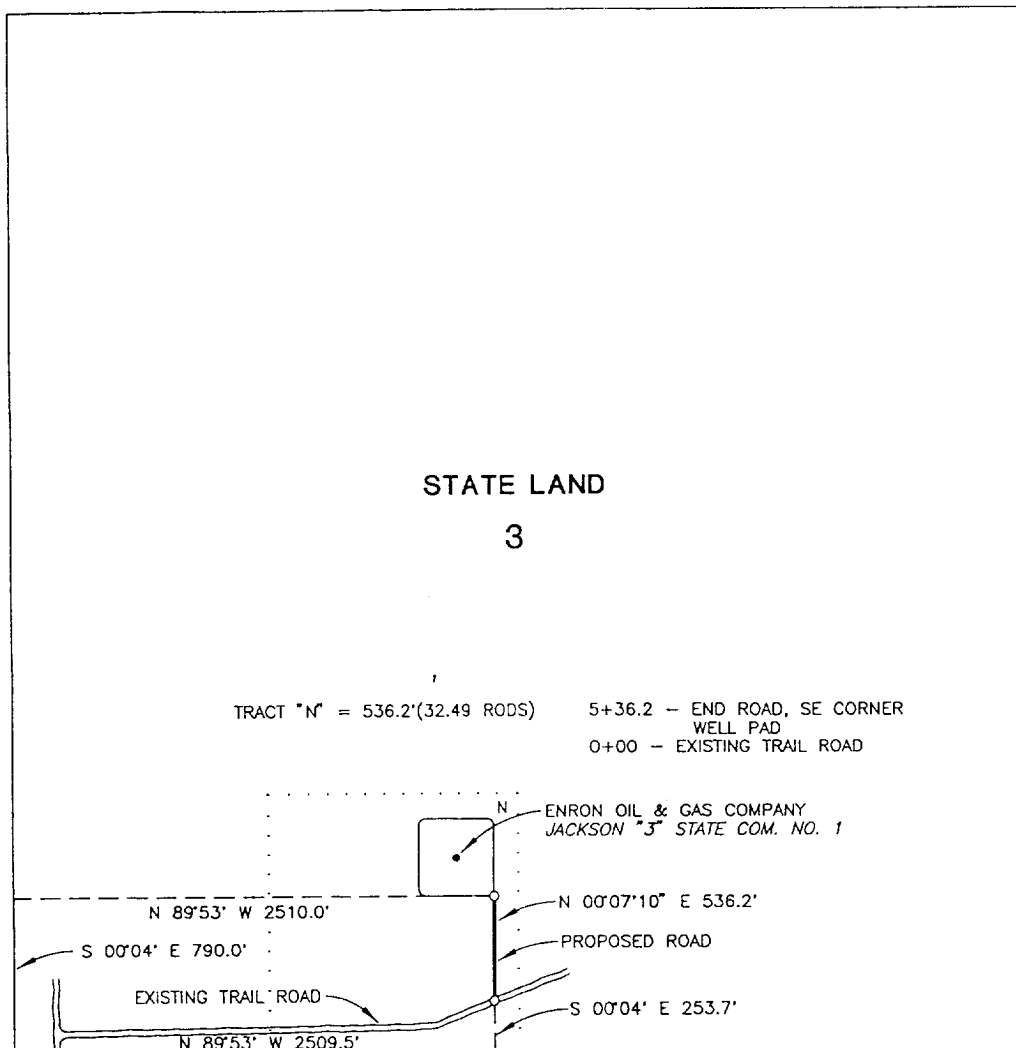 STATE LAND
3
TRACT "N" = 536.2'(32.49 RODS)
5+36.2 – END ROAD, SE CORNER
WELL PAD
0+00 – EXISTING TRAIL ROAD
N
ENRON OIL & GAS COMPANY
JACKSON "3" STATE COM. NO. 1
N 89°53' W 2510.0'
N 00°07'10" E 536.2'
S 00°04' E 790.0'
PROPOSED ROAD
EXISTING TRAIL ROAD
S 00°04' E 253.7'
N 89°53' W 2509.5'